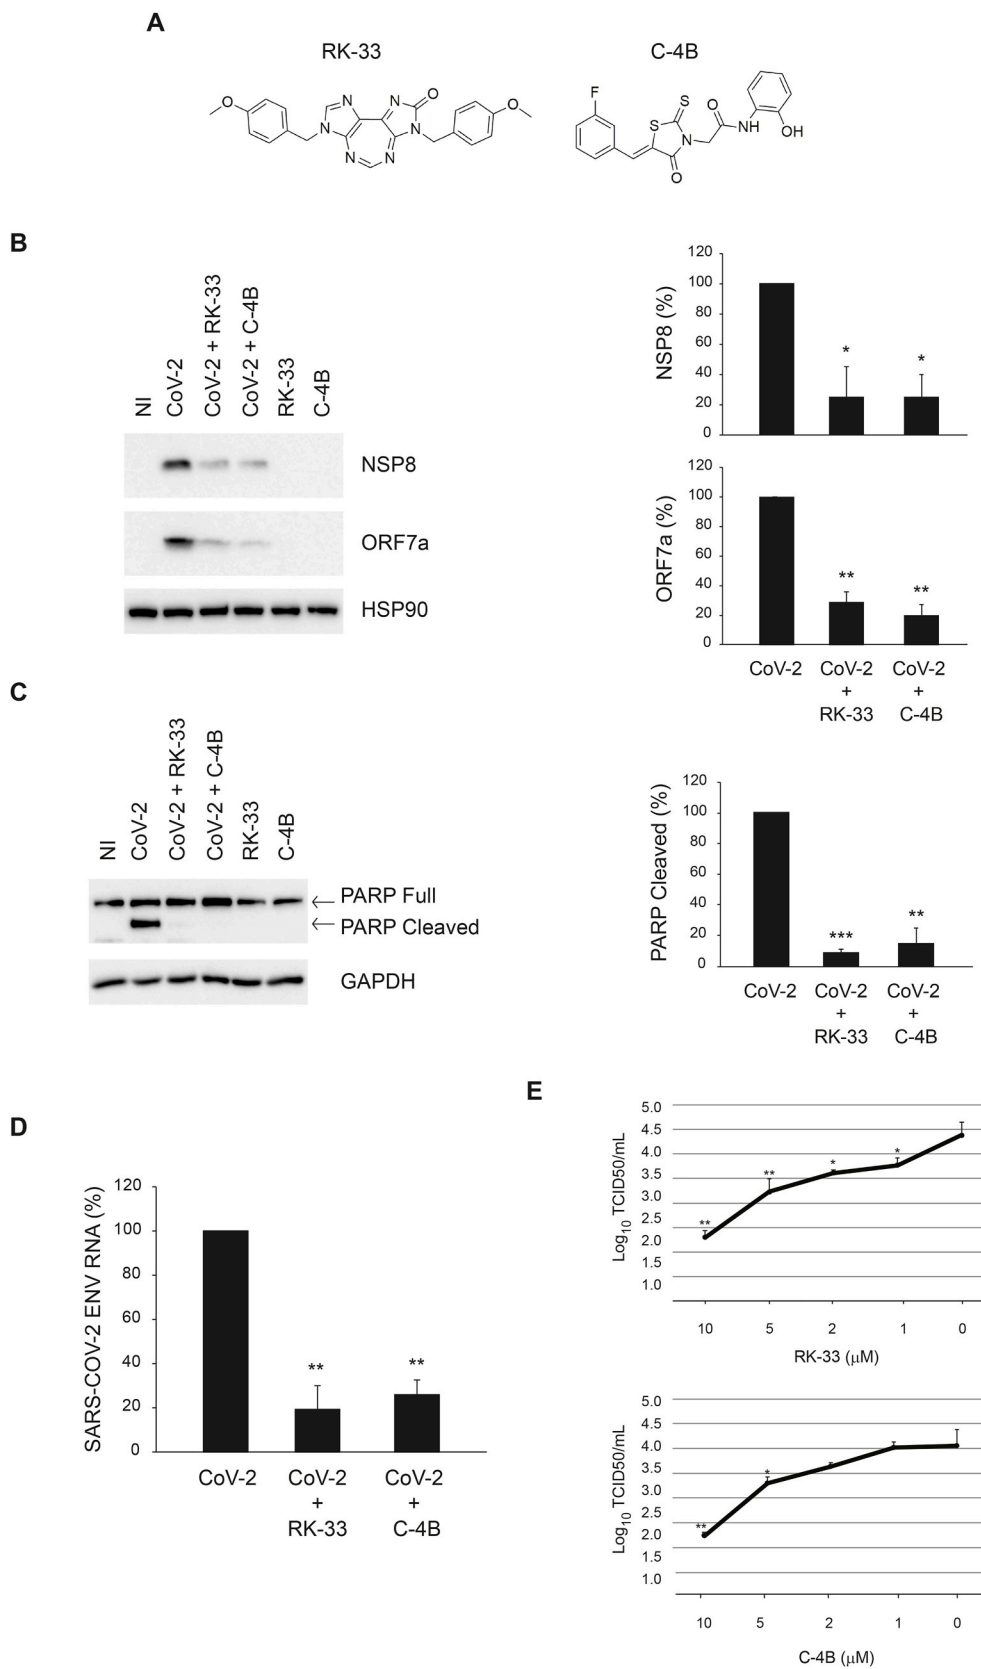 A
RK-33
C-4B
O
N
N
N
N
N
N
O
O
F
S
S
N
O
O
NH
OH
B
NI
CoV-2
CoV-2 + RK-33
CoV-2 + C-4B
RK-33
C-4B
NSP8
ORF7a
HSP90
NSP8 (%)
120
100
80
60
40
20
0
*
*
ORF7a (%)
120
100
80
60
40
20
0
**
**
CoV-2
CoV-2
+
RK-33
CoV-2
+
C-4B
C
NI
CoV-2
CoV-2 + RK-33
CoV-2 + C-4B
RK-33
C-4B
PARP Full
PARP Cleaved
GAPDH
PARP Cleaved (%)
120
100
80
60
40
20
0
***
**
CoV-2
CoV-2
+
RK-33
CoV-2
+
C-4B
D
SARS-COV-2 ENV RNA (%)
120
100
80
60
40
20
0
**
**
CoV-2
CoV-2
+
RK-33
CoV-2
+
C-4B
E
Log10 TCID50/mL
5.0
4.5
4.0
3.5
3.0
2.5
2.0
1.5
1.0
**
**
*
*
10 5 2 1 0
RK-33 (µM)
Log10 TCID50/mL
5.0
4.5
4.0
3.5
3.0
2.5
2.0
1.5
1.0
**
*
10 5 2 1 0
C-4B (µM)